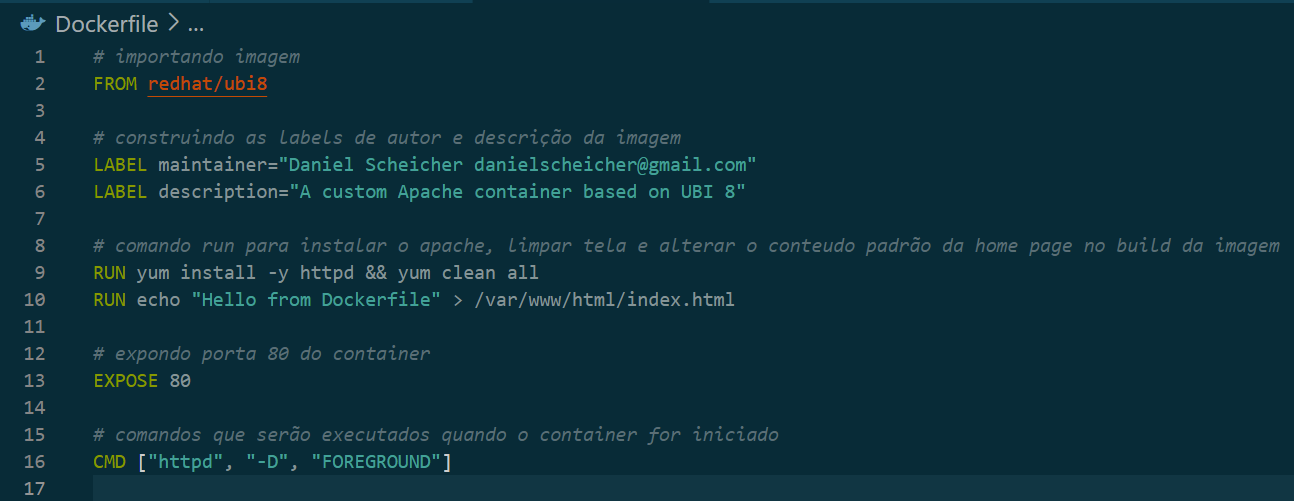 Dockerfile > ...
1 # importando imagem
2 FROM redhat/ubi8
3
4 # construindo as labels de autor e descrição da imagem
5 LABEL maintainer="Daniel Scheicher danielscheicher@gmail.com"
6 LABEL description="A custom Apache container based on UBI 8"
7
8 # comando run para instalar o apache, limpar tela e alterar o conteudo padrão da home page no build da imagem
9 RUN yum install -y httpd && yum clean all
10 RUN echo "Hello from Dockerfile" > /var/www/html/index.html
11
12 # expondo porta 80 do container
13 EXPOSE 80
14
15 # comandos que serão executados quando o container for iniciado
16 CMD ["httpd", "-D", "FOREGROUND"]
17